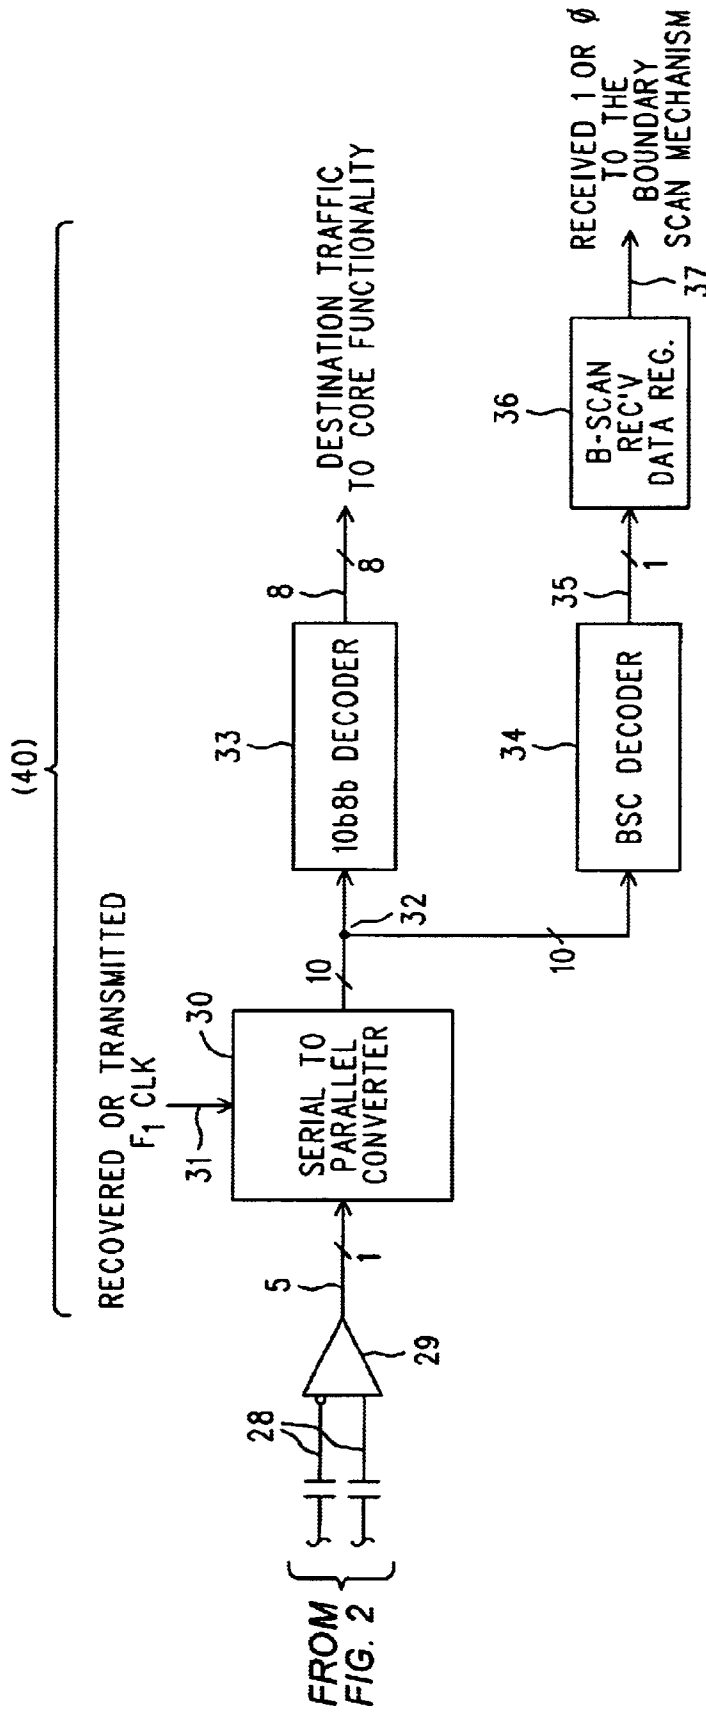 (40)
RECOVERED OR TRANSMITTED
F1 CLK
31
30
SERIAL TO
PARALLEL
CONVERTER
FROM
FIG. 2
28
29
5
1
10
32
10
33
10b8b DECODER
8
8
DESTINATION TRAFFIC
TO CORE FUNCTIONALITY
34
BSC DECODER
35
1
36
B-SCAN
REC'V
DATA REG.
37
RECEIVED 1 OR Ø
TO THE
BOUNDARY
SCAN MECHANISM